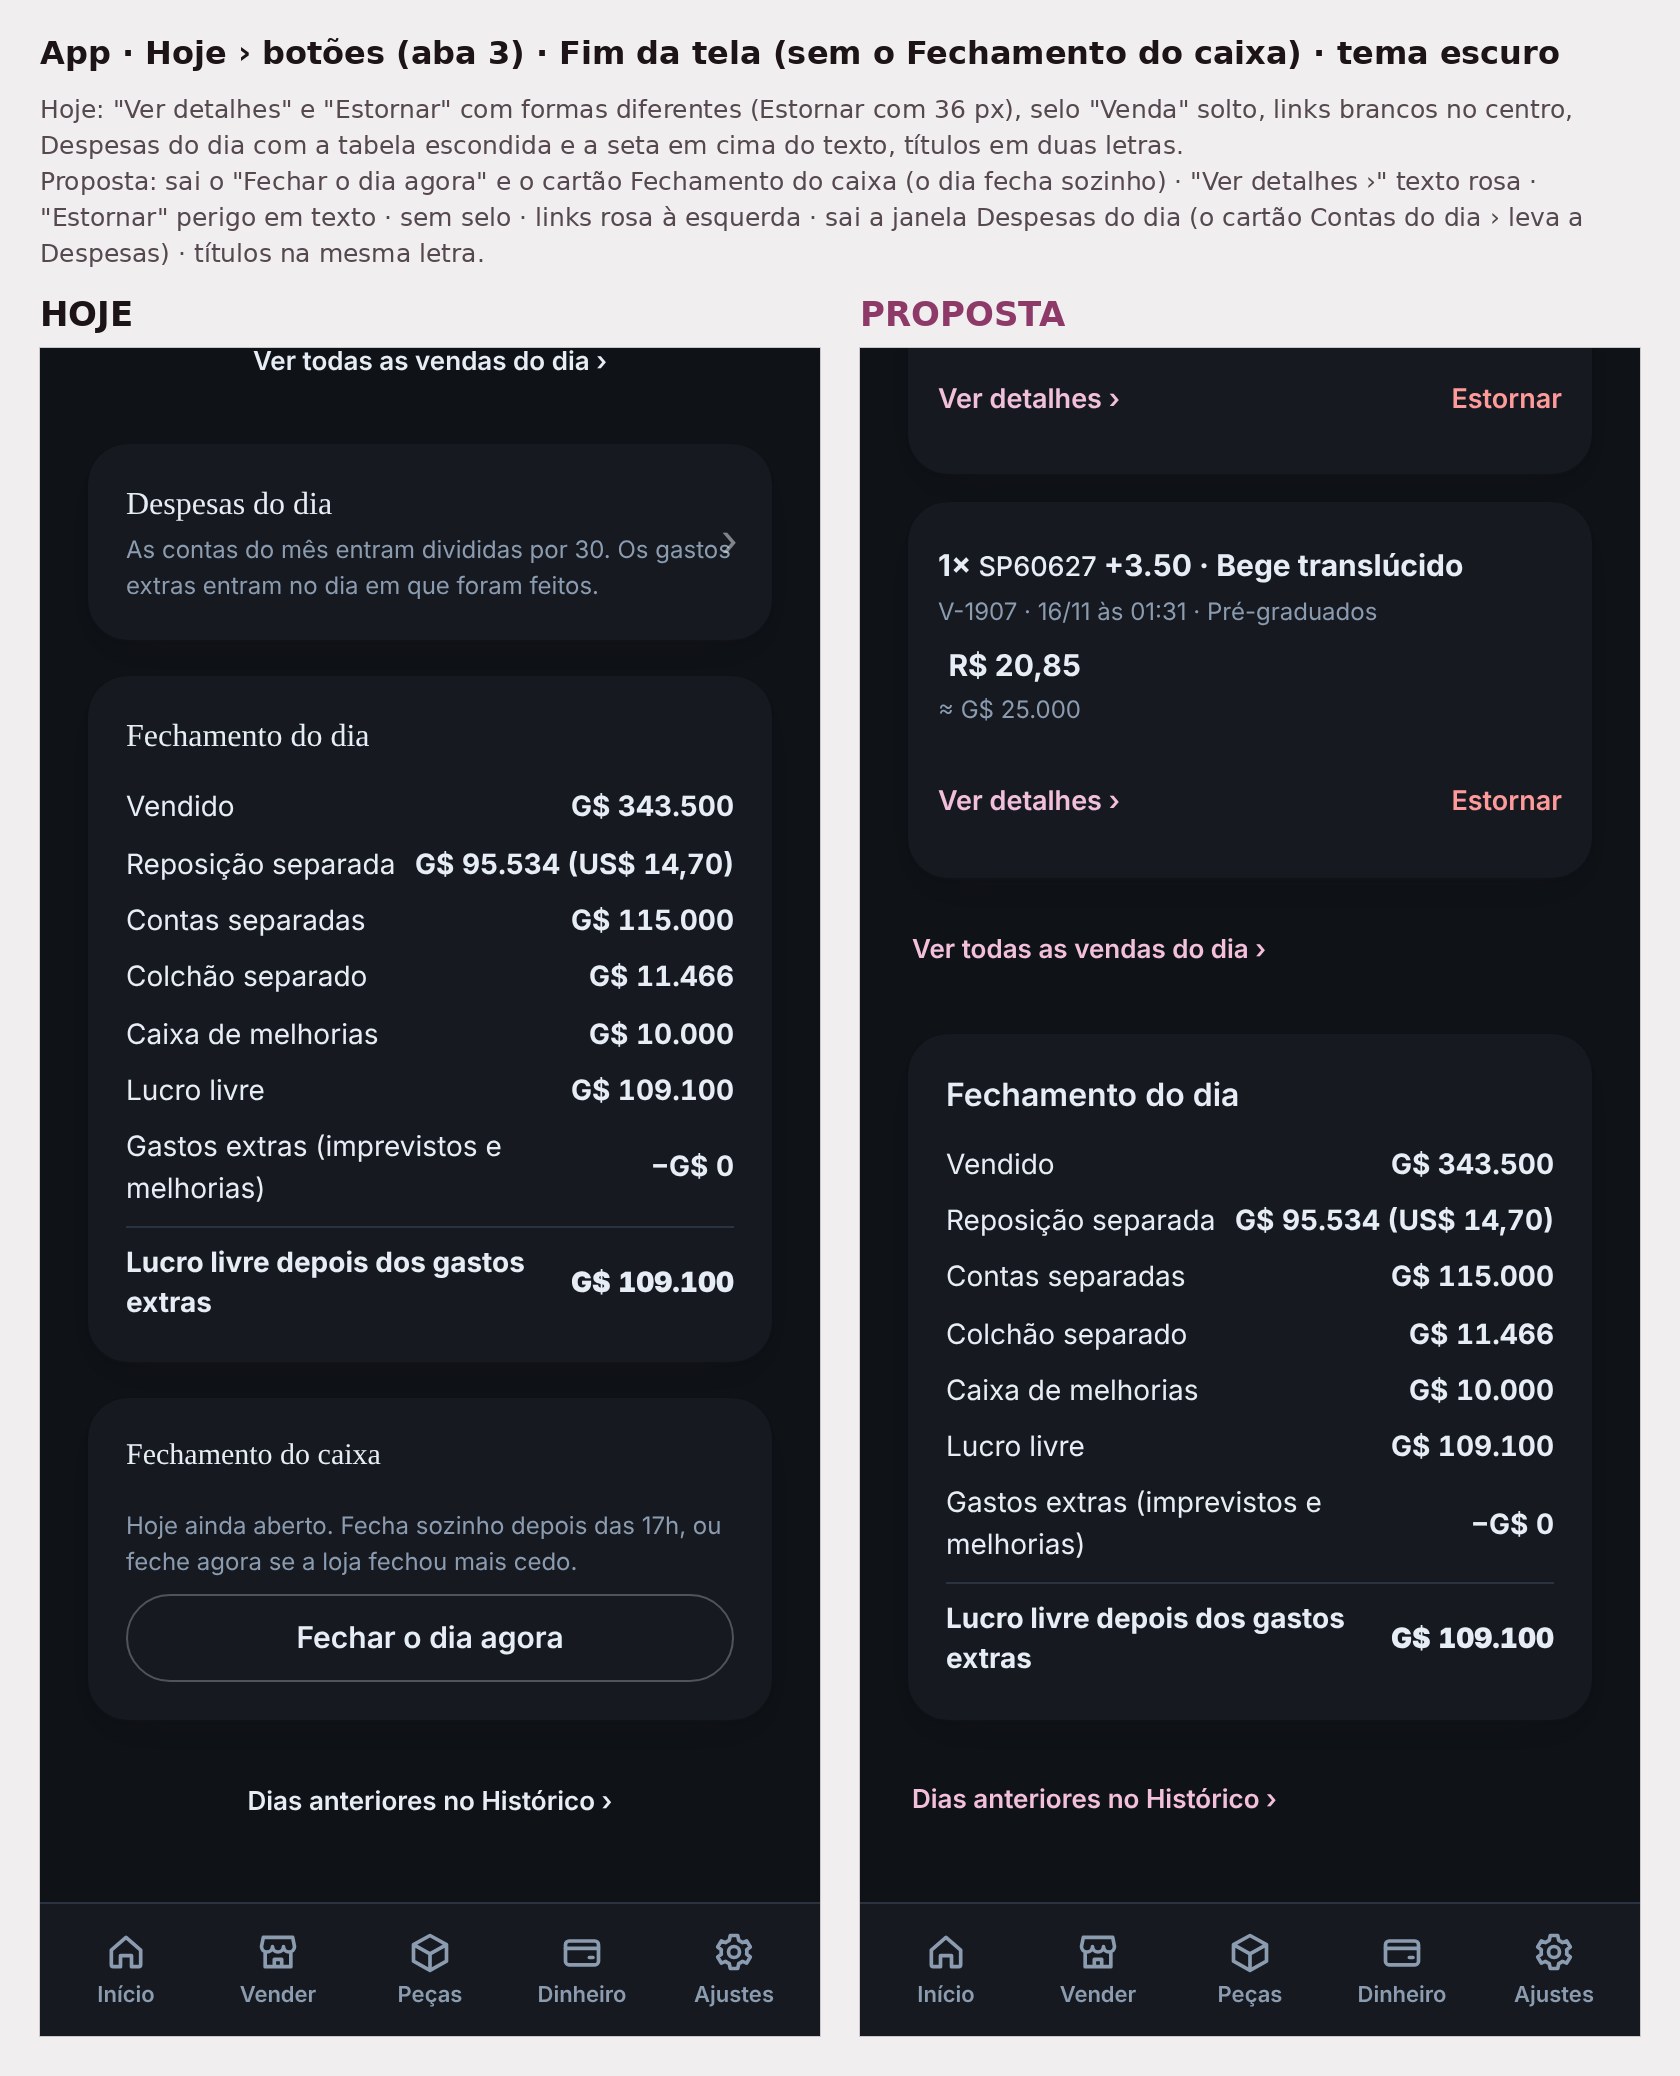 App · Hoje › botões (aba 3) · Fim da tela (sem o Fechamento do caixa) · tema escuro
Hoje: "Ver detalhes" e "Estornar" com formas diferentes (Estornar com 36 px), selo "Venda" solto, links brancos no centro,
Despesas do dia com a tabela escondida e a seta em cima do texto, títulos em duas letras.
Proposta: sai o "Fechar o dia agora" e o cartão Fechamento do caixa (o dia fecha sozinho) · "Ver detalhes ›" texto rosa ·
"Estornar" perigo em texto · sem selo · links rosa à esquerda · sai a janela Despesas do dia (o cartão Contas do dia › leva a
Despesas) · títulos na mesma letra.
HOJE
Ver todas as vendas do dia ›
Despesas do dia
As contas do mês entram divididas por 30. Os gastos ›
extras entram no dia em que foram feitos.
Fechamento do dia
Vendido G$ 343.500
Reposição separada G$ 95.534 (US$ 14,70)
Contas separadas G$ 115.000
Colchão separado G$ 11.466
Caixa de melhorias G$ 10.000
Lucro livre G$ 109.100
Gastos extras (imprevistos e
melhorias) −G$ 0
Lucro livre depois dos gastos
extras G$ 109.100
Fechamento do caixa
Hoje ainda aberto. Fecha sozinho depois das 17h, ou
feche agora se a loja fechou mais cedo.
Fechar o dia agora
Dias anteriores no Histórico ›
Início Vender Peças Dinheiro Ajustes
PROPOSTA
Ver detalhes › Estornar
1× SP60627 +3.50 · Bege translúcido
V-1907 · 16/11 às 01:31 · Pré-graduados
R$ 20,85
≈ G$ 25.000
Ver detalhes › Estornar
Ver todas as vendas do dia ›
Fechamento do dia
Vendido G$ 343.500
Reposição separada G$ 95.534 (US$ 14,70)
Contas separadas G$ 115.000
Colchão separado G$ 11.466
Caixa de melhorias G$ 10.000
Lucro livre G$ 109.100
Gastos extras (imprevistos e
melhorias) −G$ 0
Lucro livre depois dos gastos
extras G$ 109.100
Dias anteriores no Histórico ›
Início Vender Peças Dinheiro Ajustes